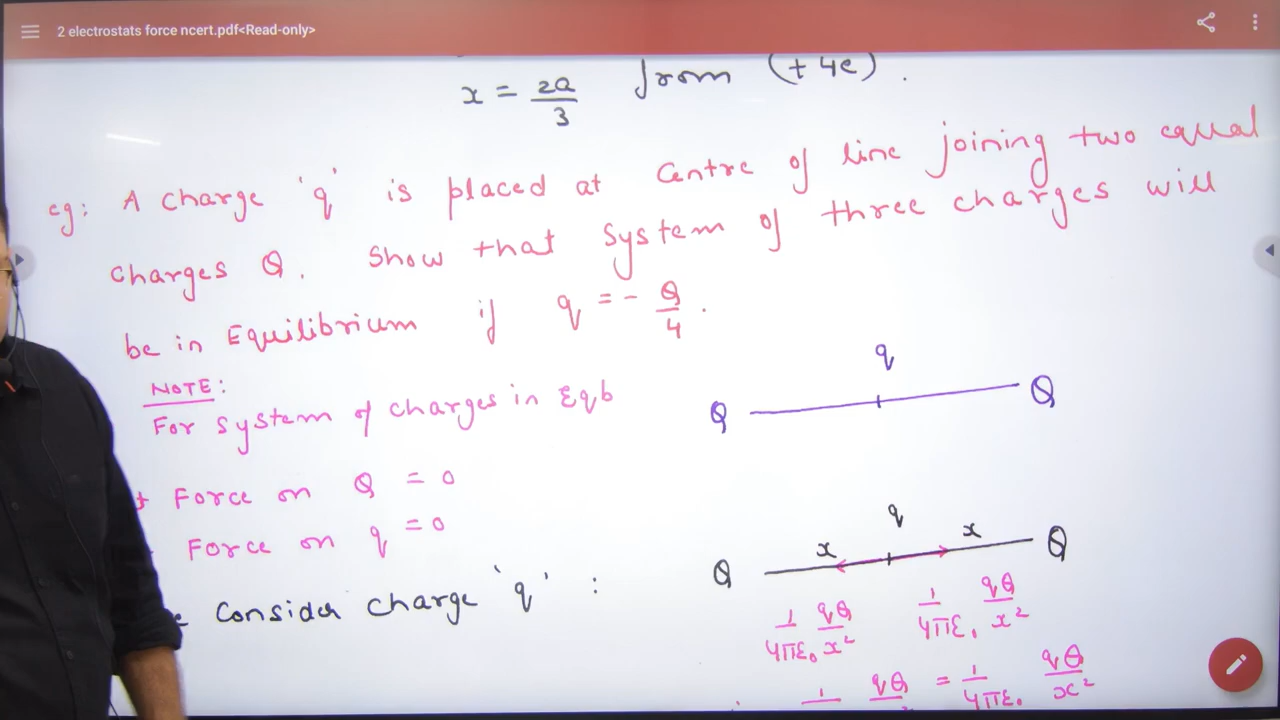 2 electrostats force ncert.pdf<Read-only>
x = 2a/3 from (+4e).
eg: A charge 'q' is placed at Centre of line joining two equal
charges Q. Show that System of three charges will
be in Equilibrium if q = - Q/4.
NOTE:
For System of charges in Eqb
Force on Q = 0
Force on q = 0
Consider charge 'q' :
q
Q Q
q
x x
Q Q
1/4πε₀ qQ/x² 1/4πε₀ qQ/x²
1 qQ = 1/4πε₀ qQ/x²